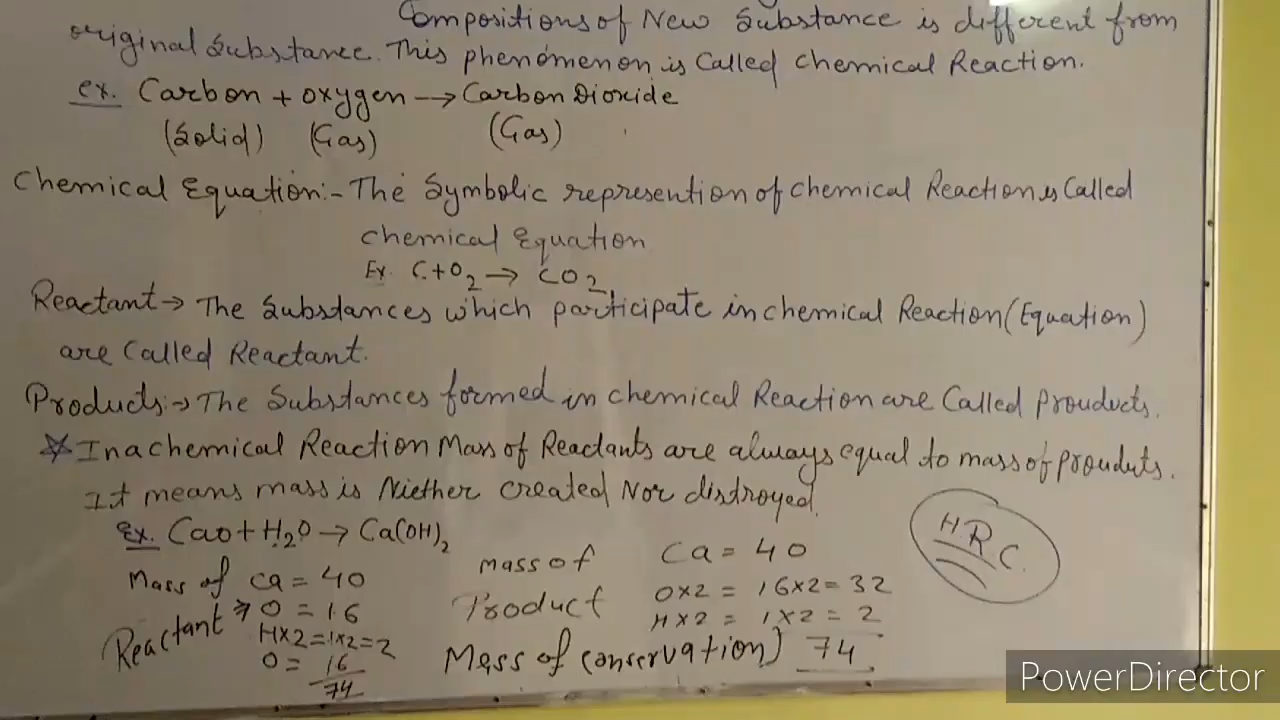 Compositions of New Substance is different from
original Substance. This phenomenon is Called Chemical Reaction.
ex. Carbon + oxygen → Carbon Dioxide
(Solid) (Gas) (Gas)
Chemical Equation:- The Symbolic represention of Chemical Reaction is Called
chemical Equation
Ex. C+O₂ → CO₂
Reactant → The Substances which participate in chemical Reaction (Equation)
are Called Reactant.
Products:→ The Substances formed in chemical Reaction are Called Prouducts.
☆ In a chemical Reaction Mass of Reactants are always equal to mass of prouduts.
It means mass is Niether created Nor distroyed.
Ex. CaO + H₂O → Ca(OH)₂
Mass of Ca = 40
Reactant → O = 16
H×2 = 1×2 = 2
O = 16
74
Mass of
Product
Ca = 40
O×2 = 16×2 = 32
H×2 = 1×2 = 2
Mass of Conservation) 74
HRC.
PowerDirector